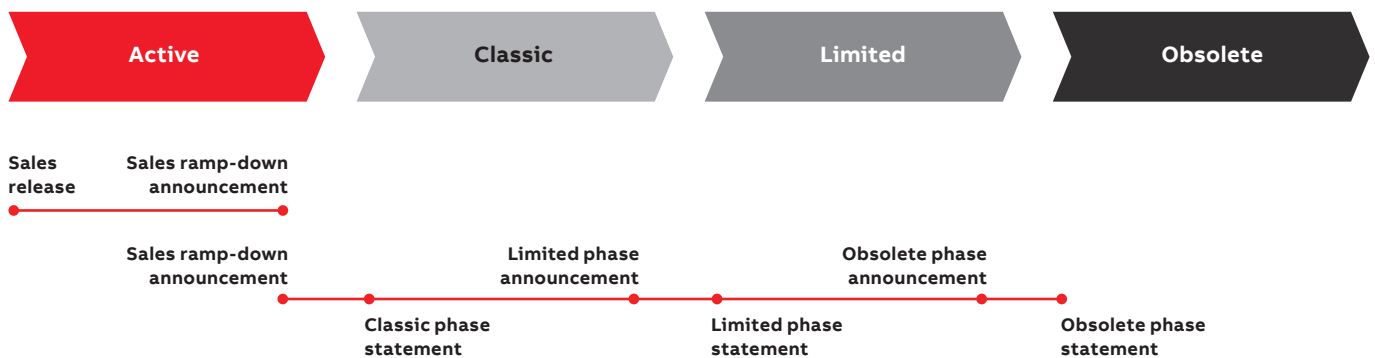 Active
Classic
Limited
Obsolete
Sales
release
Sales ramp-down
announcement
Sales ramp-down
announcement
Limited phase
announcement
Obsolete phase
announcement
Classic phase
statement
Limited phase
statement
Obsolete phase
statement